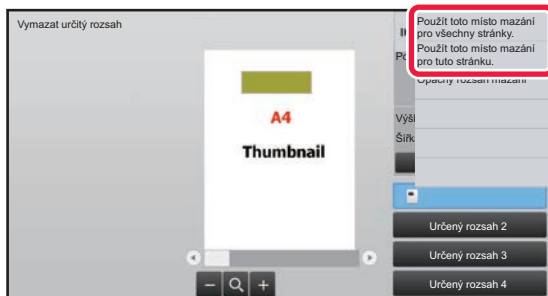 Vymazat určitý rozsah
Použít toto místo mazání
pro všechny stránky.
Použít toto místo mazání
pro tuto stránku.
Opačný rozsah mazání
A4
Thumbnail
Určený rozsah 2
Určený rozsah 3
Určený rozsah 4